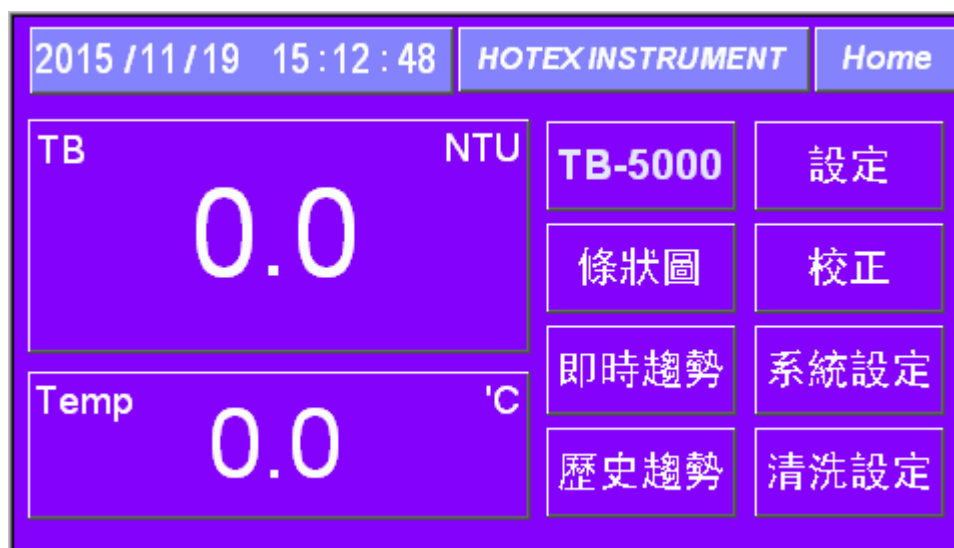 2015 /11/19 15:12:48 HOTEX INSTRUMENT Home
TB NTU
0.0
Temp 'C
0.0
TB-5000 設定
條狀圖 校正
即時趨勢 系統設定
歷史趨勢 清洗設定